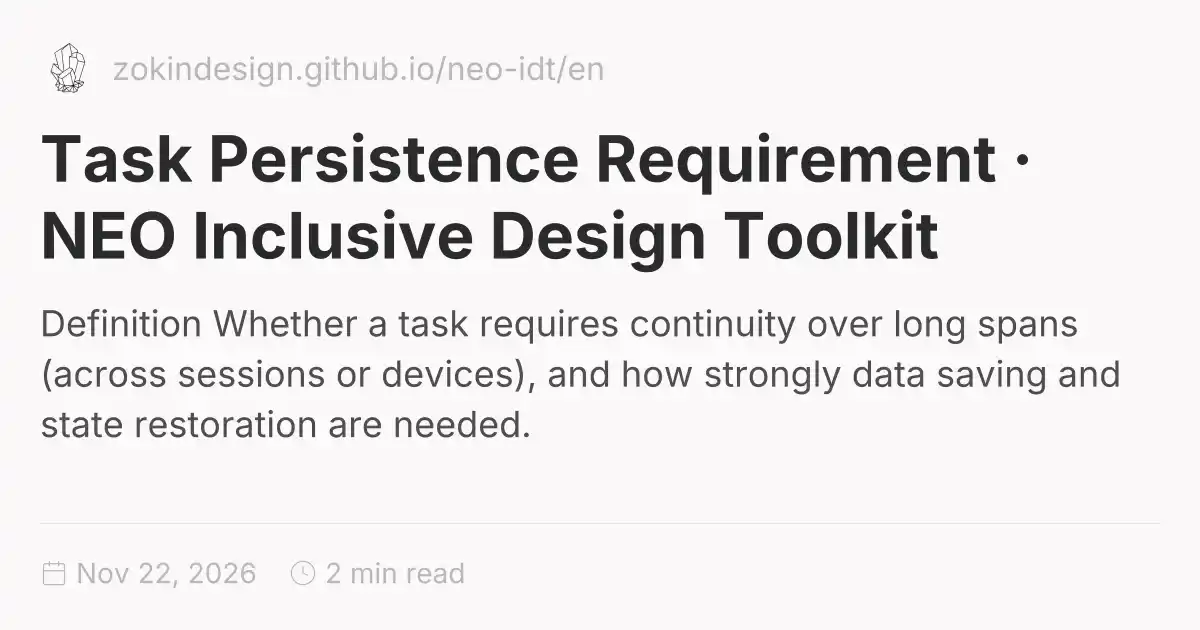 zokindesign.github.io/neo-idt/en
Task Persistence Requirement ·
NEO Inclusive Design Toolkit
Definition Whether a task requires continuity over long spans
(across sessions or devices), and how strongly data saving and
state restoration are needed.
Nov 22, 2026 2 min read